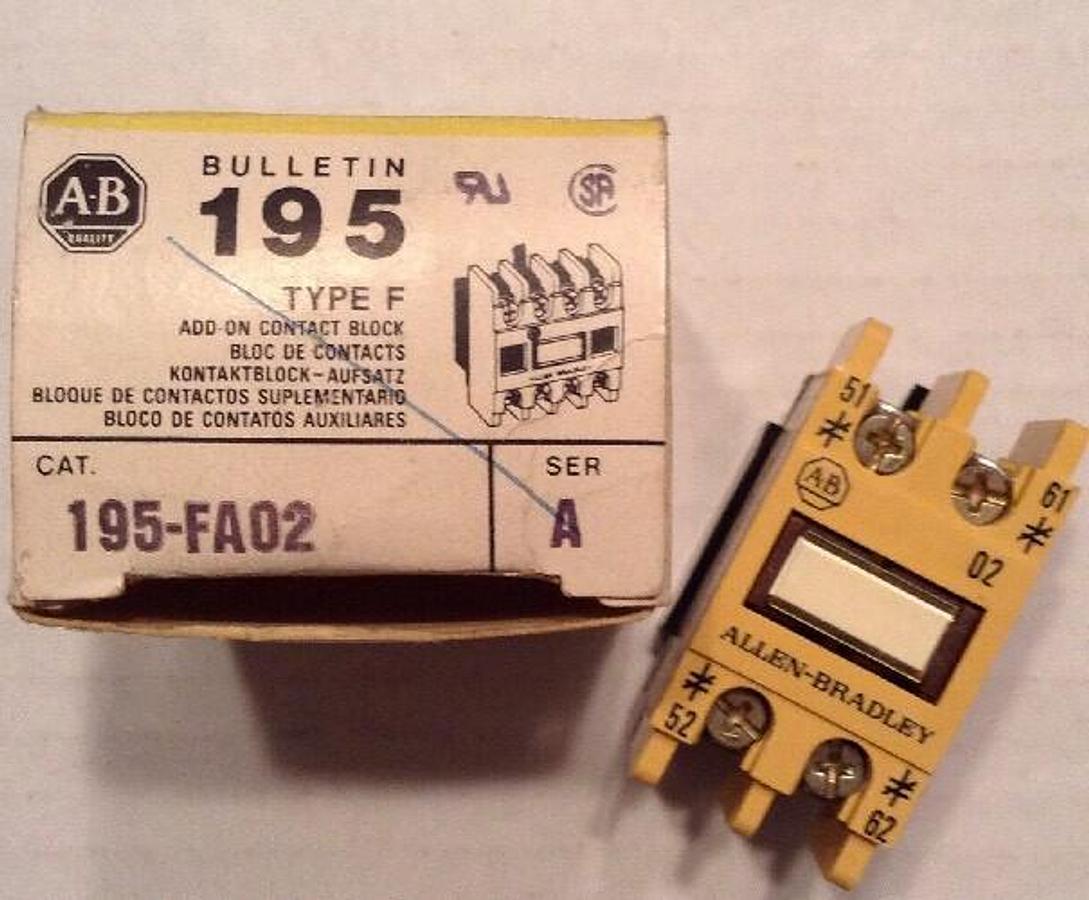 A-B
QUALITY
BULLETIN
195
TYPE F
ADD-ON CONTACT BLOCK
BLOC DE CONTACTS
KONTAKTBLOCK-AUFSATZ
BLOQUE DE CONTACTOS SUPLEMENTARIO
BLOCO DE CONTATOS AUXILIARES
CAT.
195-FA02
SER
A
51
61
A-B
02
ALLEN-BRADLEY
52
62